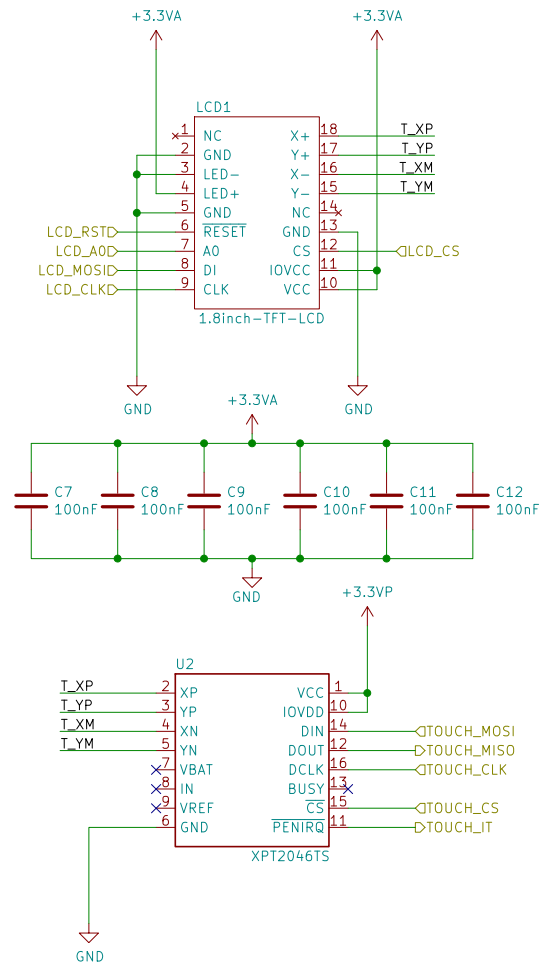 +3.3VA +3.3VA
LCD1
1 NC X+ 18 T_XP
2 GND Y+ 17 T_YP
3 LED- X- 16 T_XM
4 LED+ Y- 15 T_YM
5 GND NC 14
LCD_RST 6 RESET GND 13
LCD_A0 7 A0 CS 12 LCD_CS
LCD_MOSI 8 DI IOVCC 11
LCD_CLK 9 CLK VCC 10
1.8inch-TFT-LCD
GND GND
+3.3VA
C7 C8 C9 C10 C11 C12
100nF 100nF 100nF 100nF 100nF 100nF
GND
+3.3VP
U2
T_XP 2 XP VCC 1
T_YP 3 YP IOVDD 10
T_XM 4 XN DIN 14 TOUCH_MOSI
T_YM 5 YN DOUT 12 TOUCH_MISO
7 VBAT DCLK 16 TOUCH_CLK
8 IN BUSY 13
9 VREF CS 15 TOUCH_CS
6 GND PENIRQ 11 TOUCH_IT
XPT2046TS
GND